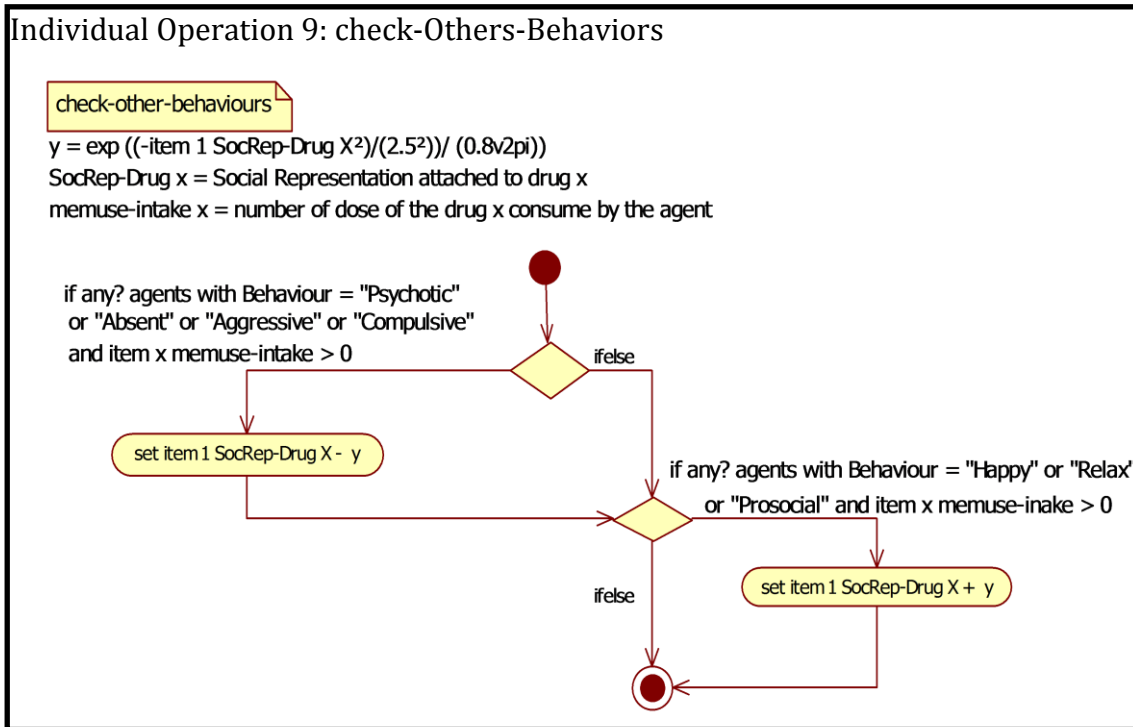 Individual Operation 9: check-Others-Behaviors
check-other-behaviours
y = exp ((-item 1 SocRep-Drug X²)/(2.5²))/ (0.8v2pi))
SocRep-Drug x = Social Representation attached to drug x
memuse-intake x = number of dose of the drug x consume by the agent
if any? agents with Behaviour = "Psychotic"
or "Absent" or "Aggressive" or "Compulsive"
and item x memuse-intake > 0
ifelse
set item 1 SocRep-Drug X - y
if any? agents with Behaviour = "Happy" or "Relax"
or "Prosocial" and item x memuse-inake > 0
ifelse
set item 1 SocRep-Drug X + y